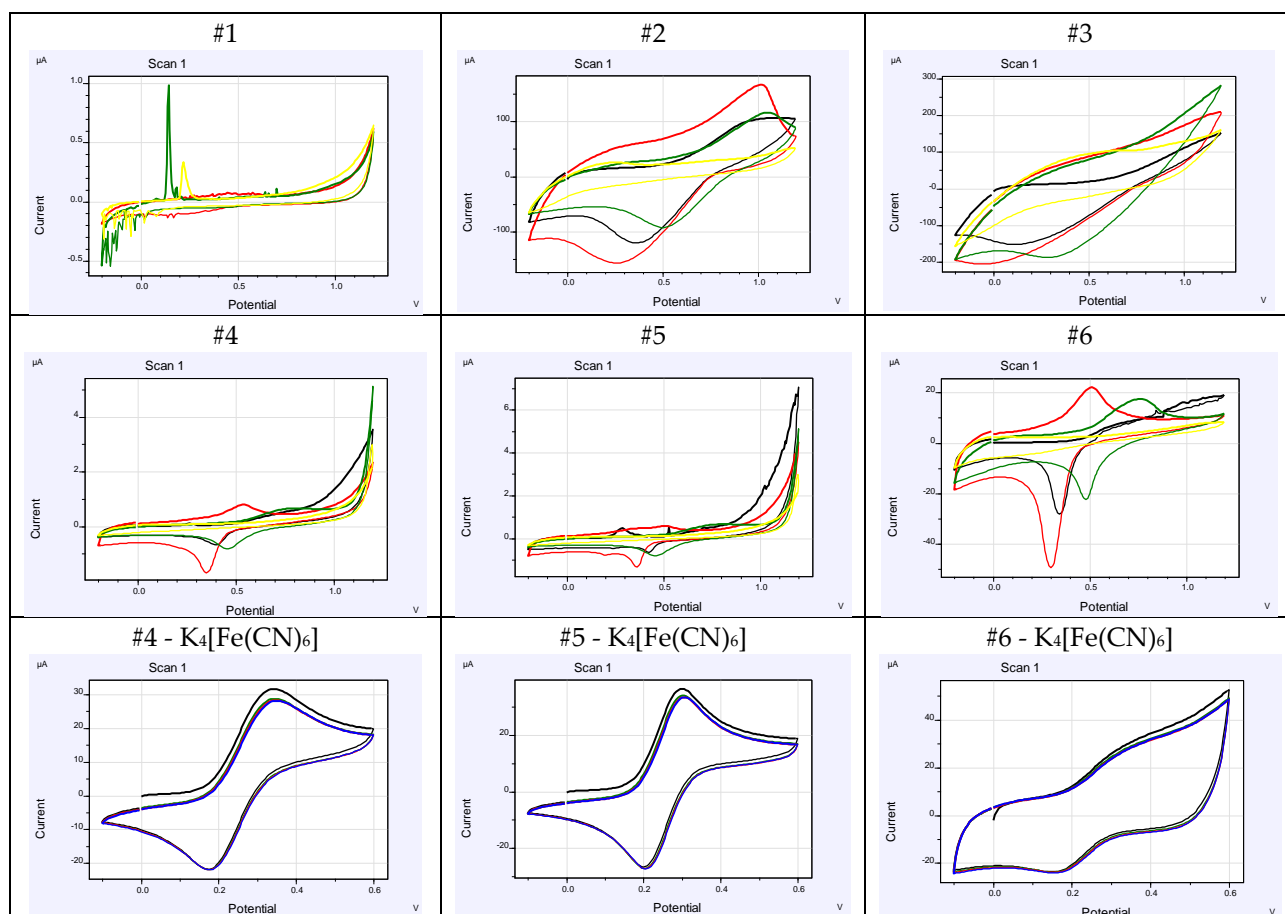 #1
µA
Scan 1
1.0
0.5
0.0
-0.5
Current
0.0
0.5
1.0
Potential
V
#2
µA
Scan 1
100
0
-100
Current
0.0
0.5
1.0
Potential
V
#3
µA
Scan 1
300
200
100
-0
-100
-200
Current
0.0
0.5
1.0
Potential
V
#4
µA
Scan 1
4
2
0
Current
0.0
0.5
1.0
Potential
V
#5
µA
Scan 1
6
4
2
0
Current
0.0
0.5
1.0
Potential
V
#6
µA
Scan 1
20
0
-20
-40
Current
0.0
0.5
1.0
Potential
V
#4 - K₄[Fe(CN)₆]
µA
Scan 1
30
20
10
0
-10
-20
Current
0.0
0.2
0.4
0.6
Potential
V
#5 - K₄[Fe(CN)₆]
µA
Scan 1
20
0
-20
Current
0.0
0.2
0.4
0.6
Potential
V
#6 - K₄[Fe(CN)₆]
µA
Scan 1
40
20
0
-20
Current
0.0
0.2
0.4
0.6
Potential
V